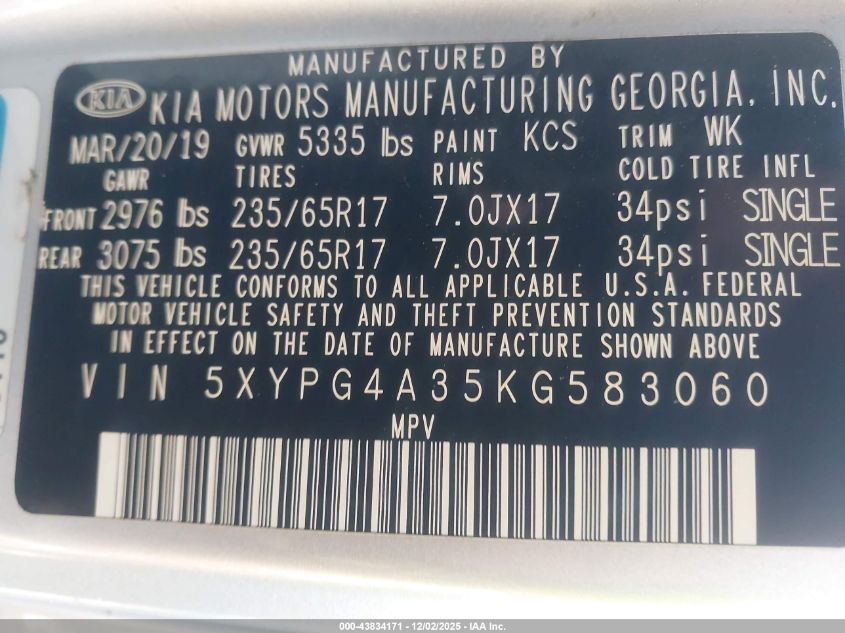 MANUFACTURED BY
KIA KIA MOTORS MANUFACTURING GEORGIA, INC.
MAR/20/19 GVWR 5335 lbs PAINT KCS TRIM WK
GAWR TIRES RIMS COLD TIRE INFL
FRONT 2976 lbs 235/65R17 7.0JX17 34psi SINGLE
REAR 3075 lbs 235/65R17 7.0JX17 34psi SINGLE
THIS VEHICLE CONFORMS TO ALL APPLICABLE U.S.A. FEDERAL
MOTOR VEHICLE SAFETY AND THEFT PREVENTION STANDARDS
IN EFFECT ON THE DATE OF MANUFACTURE SHOWN ABOVE
VIN 5XYPG4A35KG583060
MPV
000-43834171 - 12/02/2025 - IAA Inc.